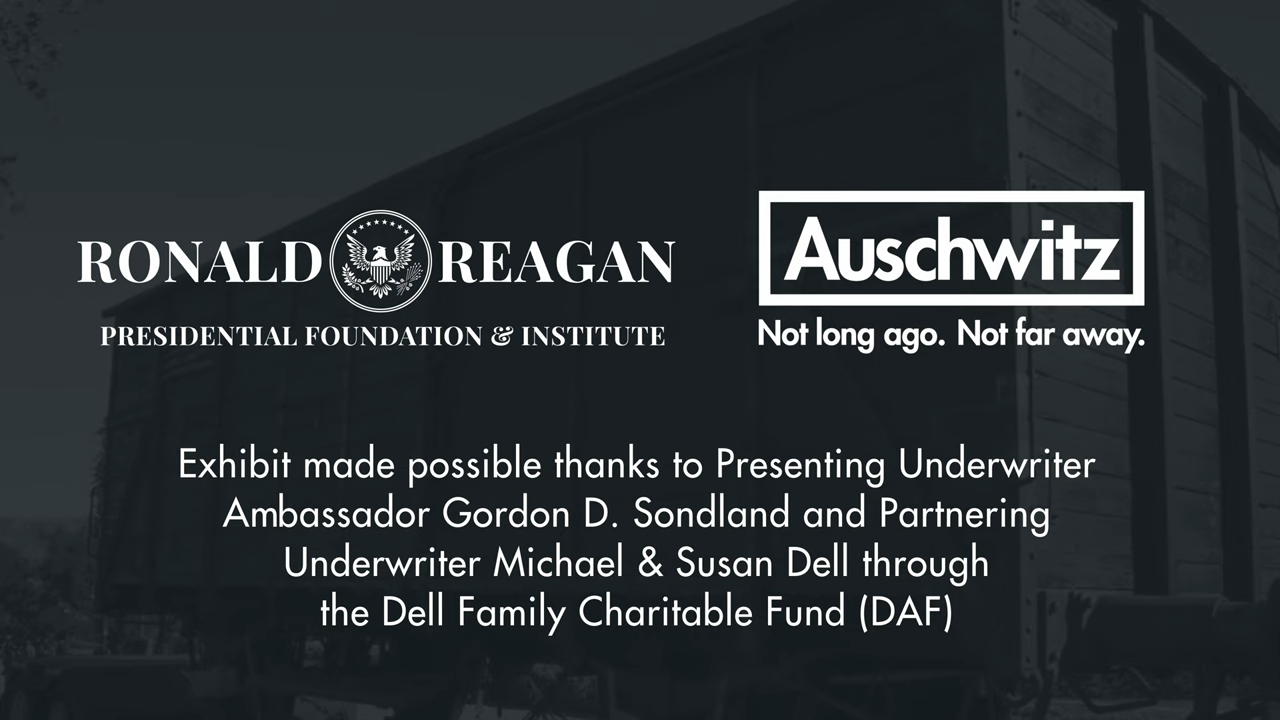 RONALD REAGAN
PRESIDENTIAL FOUNDATION & INSTITUTE
Auschwitz
Not long ago. Not far away.
Exhibit made possible thanks to Presenting Underwriter
Ambassador Gordon D. Sondland and Partnering
Underwriter Michael & Susan Dell through
the Dell Family Charitable Fund (DAF)